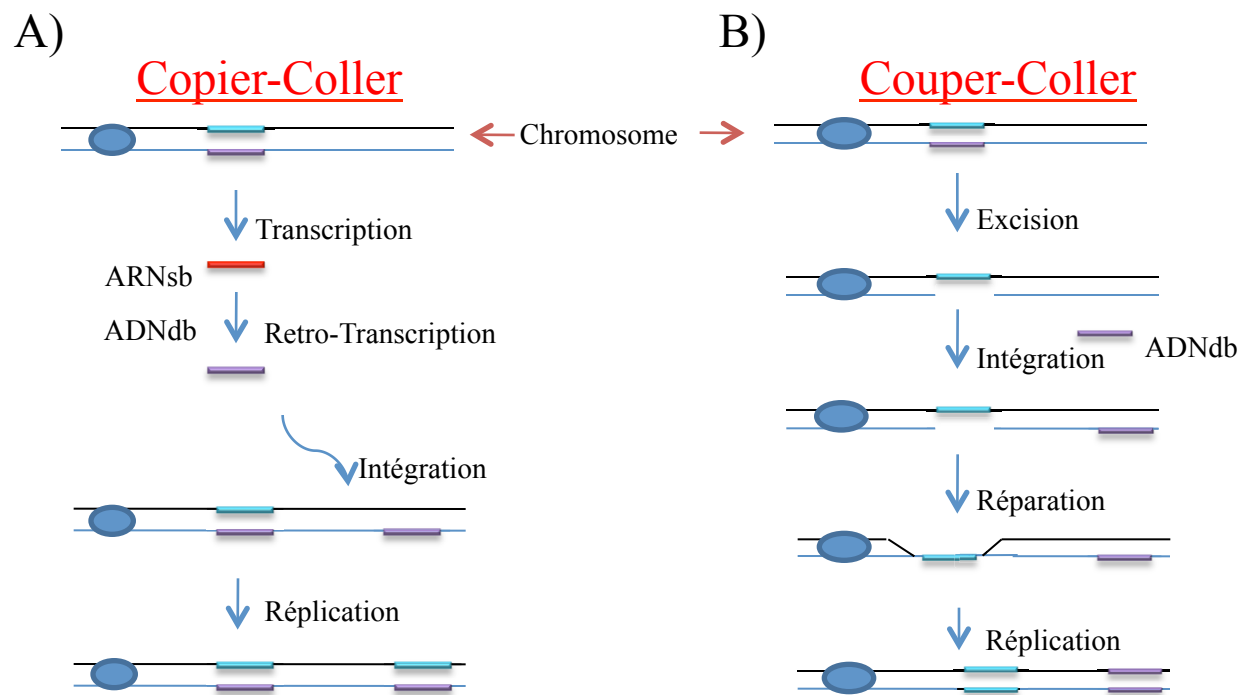 A)
Copier-Coller
Chromosome
Transcription
ARNsb
ADNdb
Retro-Transcription
Intégration
Réplication
B)
Couper-Coller
Excision
Intégration
ADNdb
Réparation
Réplication